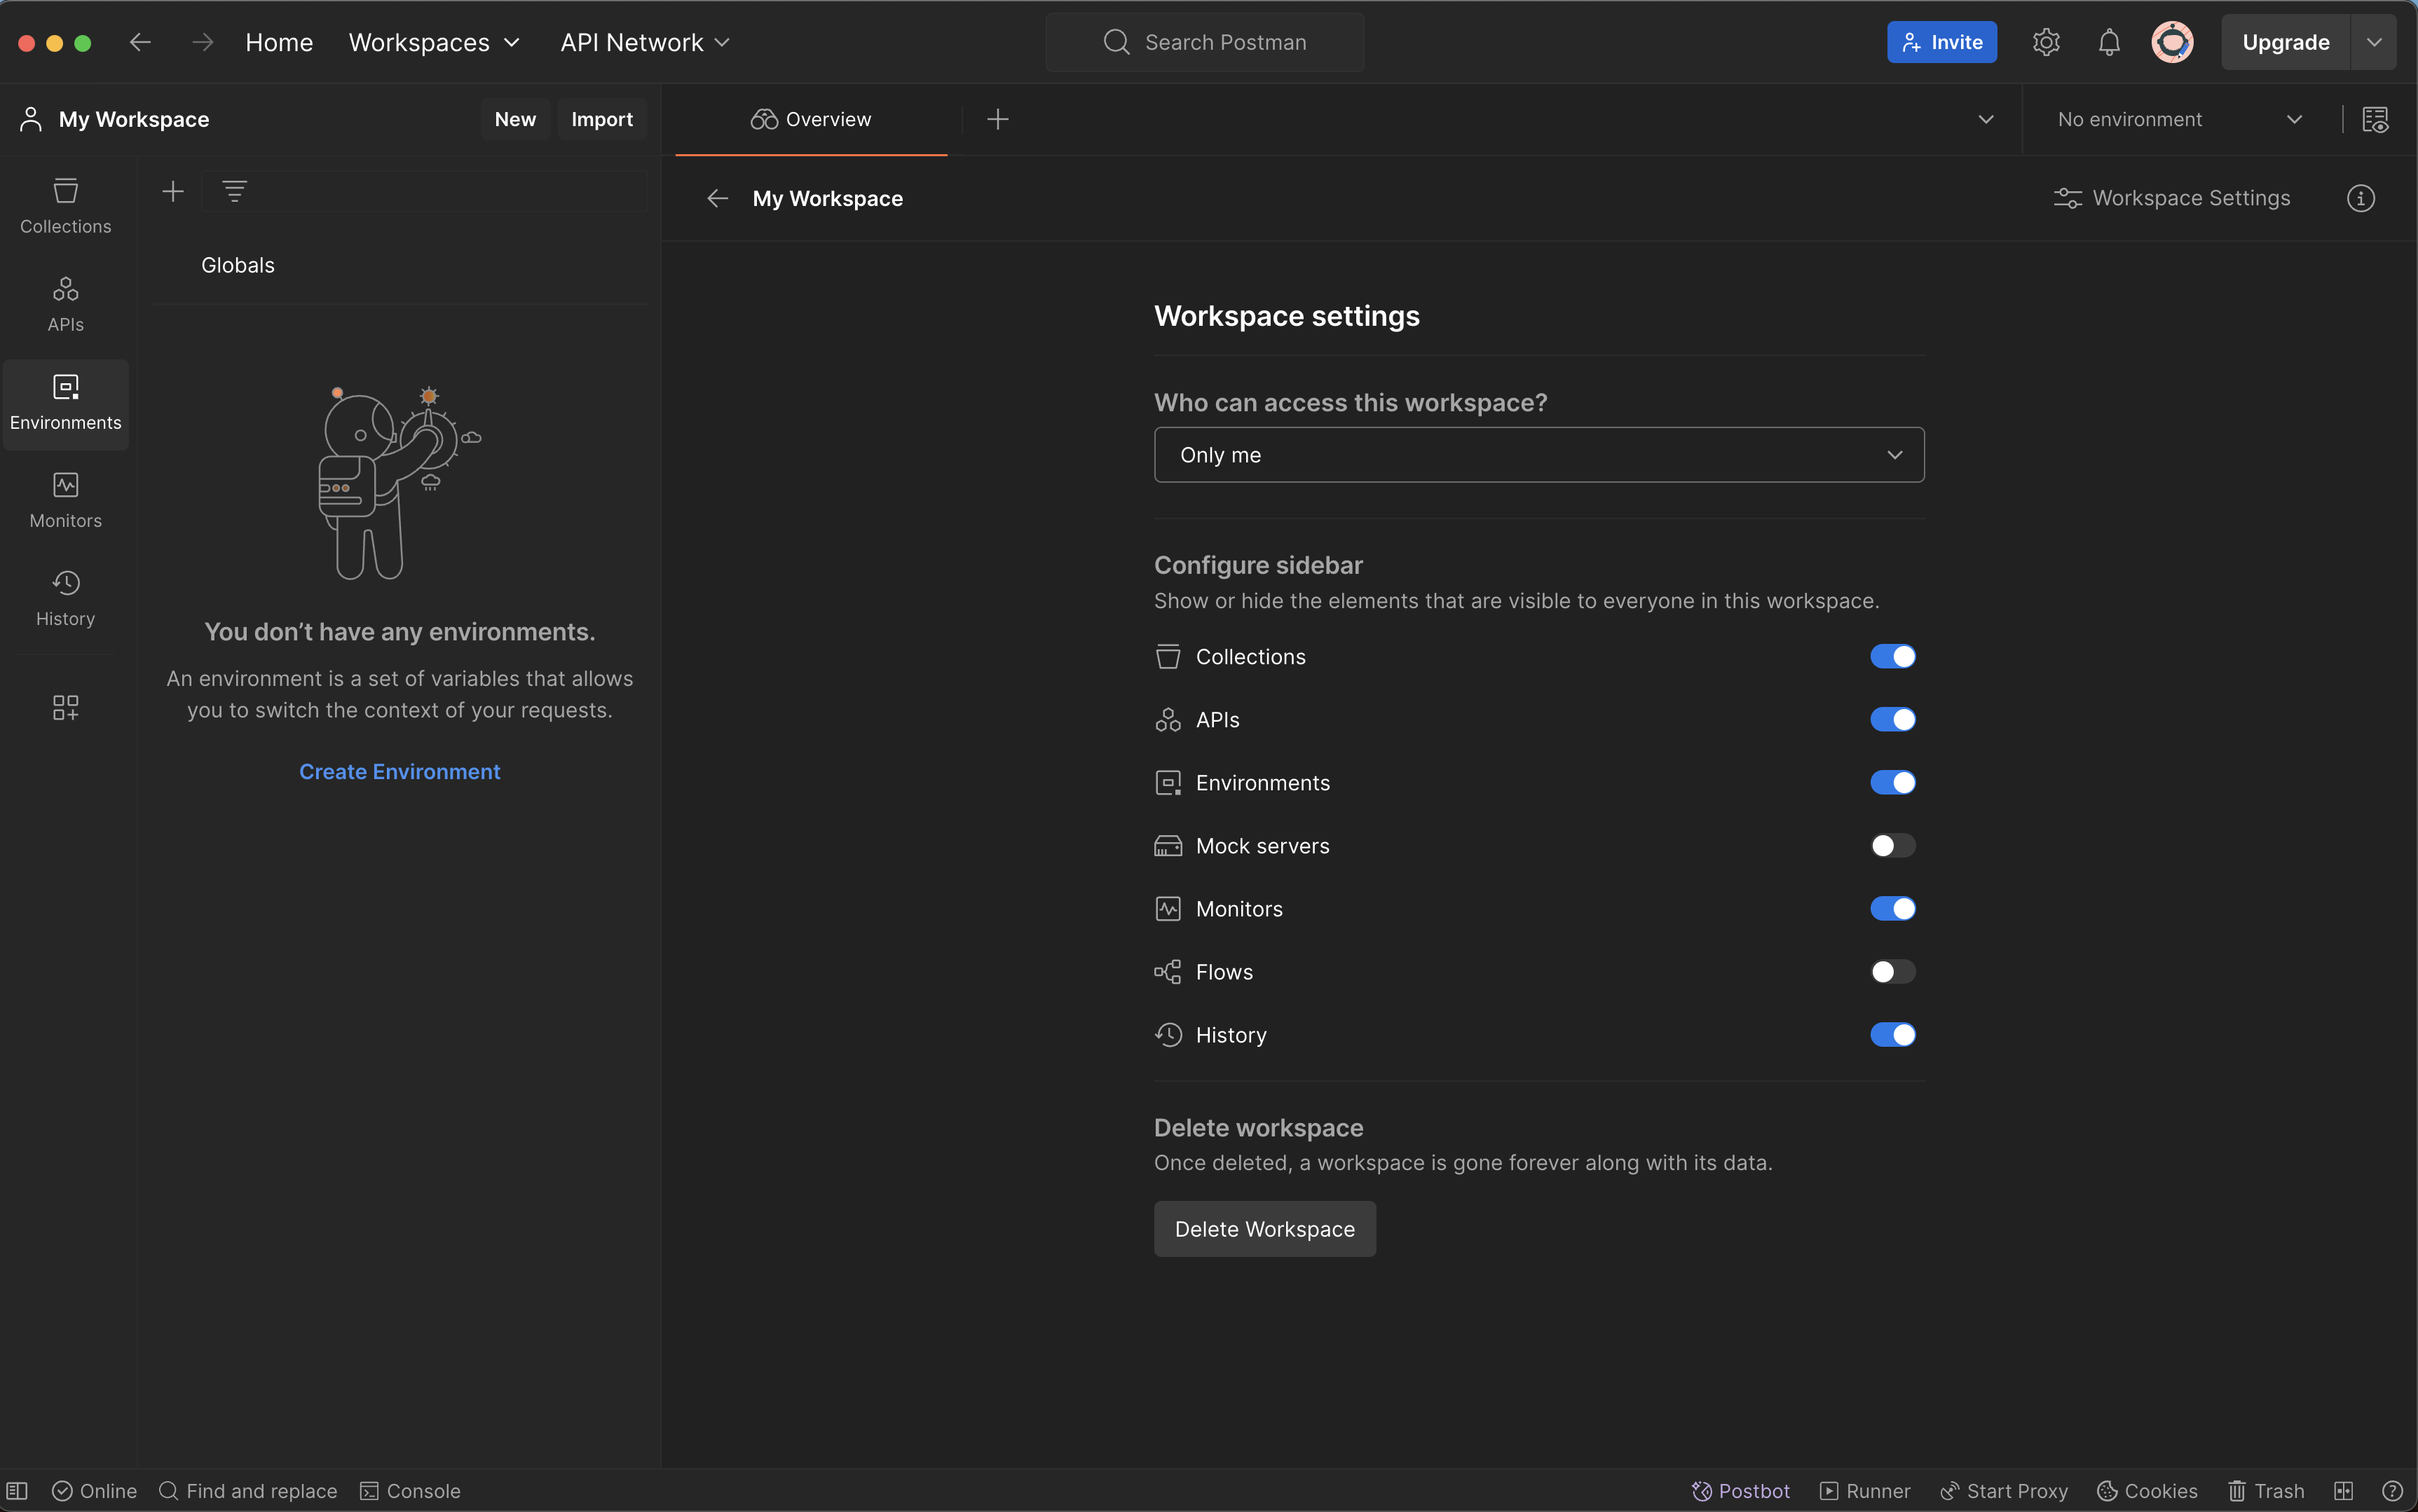 Home Workspaces API Network Search Postman Invite Upgrade
My Workspace New Import Overview No environment
My Workspace Workspace Settings
Collections
APIs
Environments
Monitors
History
Globals
You don’t have any environments.
An environment is a set of variables that allows
you to switch the context of your requests.
Create Environment
Workspace settings
Who can access this workspace?
Only me
Configure sidebar
Show or hide the elements that are visible to everyone in this workspace.
Collections
APIs
Environments
Mock servers
Monitors
Flows
History
Delete workspace
Once deleted, a workspace is gone forever along with its data.
Delete Workspace
Online Find and replace Console Postbot Runner Start Proxy Cookies Trash